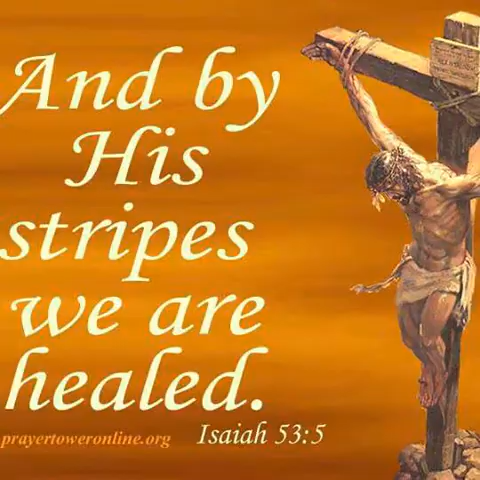 And by
His
stripes
we are
healed.
prayertoweronline.org
Isaiah 53:5